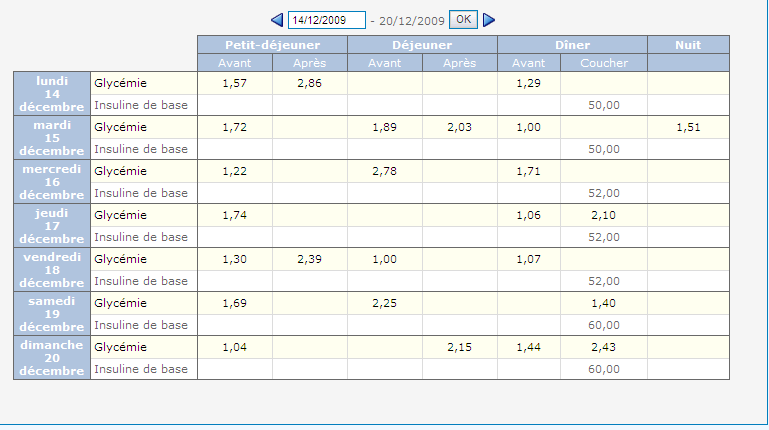 14/12/2009 - 20/12/2009 OK
Petit-déjeuner Déjeuner Dîner Nuit
Avant Après Avant Après Avant Coucher
lundi 14 décembre Glycémie 1,57 2,86 1,29
Insuline de base 50,00
mardi 15 décembre Glycémie 1,72 1,89 2,03 1,00 1,51
Insuline de base 50,00
mercredi 16 décembre Glycémie 1,22 2,78 1,71
Insuline de base 52,00
jeudi 17 décembre Glycémie 1,74 1,06 2,10
Insuline de base 52,00
vendredi 18 décembre Glycémie 1,30 2,39 1,00 1,07
Insuline de base 52,00
samedi 19 décembre Glycémie 1,69 2,25 1,40
Insuline de base 60,00
dimanche 20 décembre Glycémie 1,04 2,15 1,44 2,43
Insuline de base 60,00